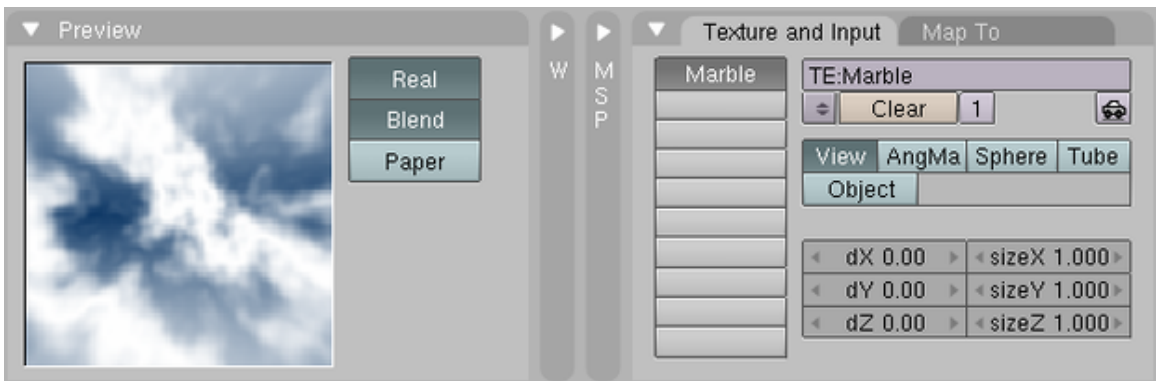 Preview
Real
Blend
Paper
W
M
S
P
Texture and Input
Map To
Marble
TE:Marble
Clear
1
View AngMa Sphere Tube
Object
dX 0.00 sizeX 1.000
dY 0.00 sizeY 1.000
dZ 0.00 sizeZ 1.000